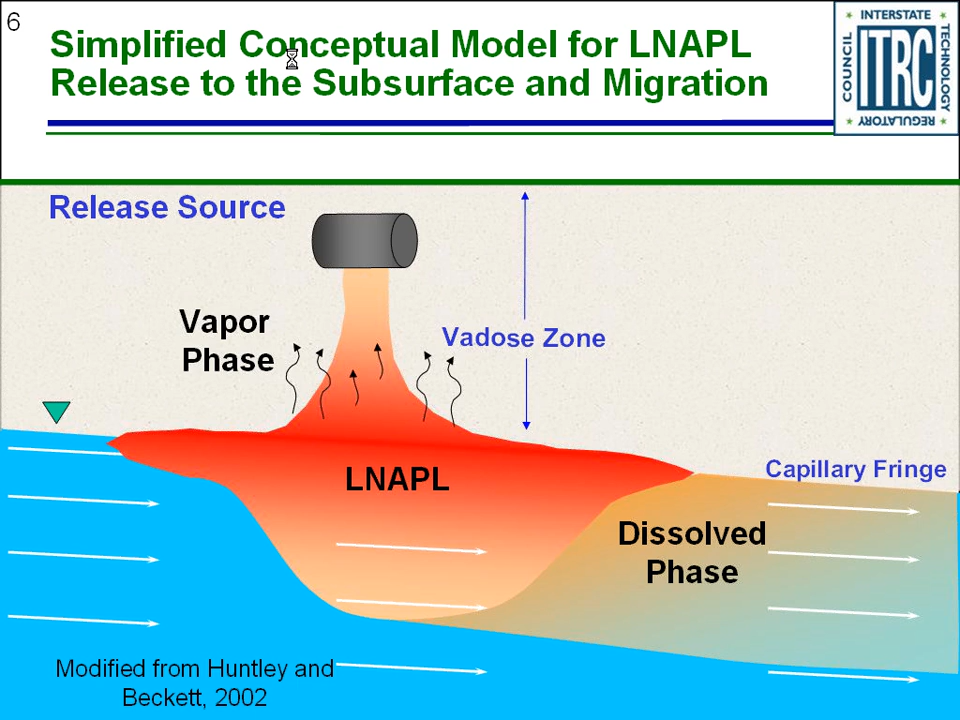 6
Simplified Conceptual Model for LNAPL
Release to the Subsurface and Migration
INTERSTATE
COUNCIL
ITRC
TECHNOLOGY
REGULATORY
Release Source
Vapor
Phase
Vadose Zone
LNAPL
Capillary Fringe
Dissolved
Phase
Modified from Huntley and
Beckett, 2002